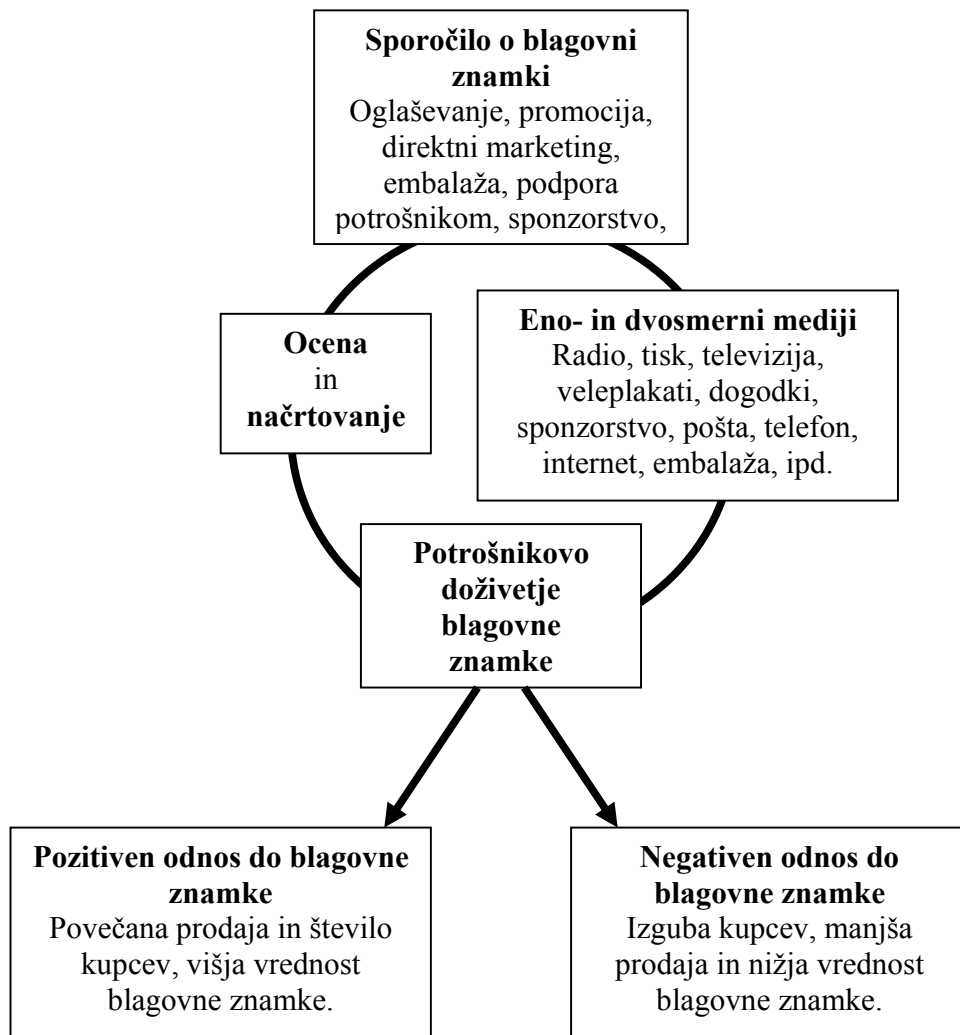 Sporočilo o blagovni
znamki
Oglaševanje, promocija,
direktni marketing,
embalaža, podpora
potrošnikom, sponzorstvo,
Ocena
in
načrtovanje
Eno- in dvosmerni mediji
Radio, tisk, televizija,
veleplakati, dogodki,
sponzorstvo, pošta, telefon,
internet, embalaža, ipd.
Potrošnikovo
doživetje
blagovne
znamke
Pozitiven odnos do blagovne
znamke
Povečana prodaja in število
kupcev, višja vrednost
blagovne znamke.
Negativen odnos do
blagovne znamke
Izguba kupcev, manjša
prodaja in nižja vrednost
blagovne znamke.